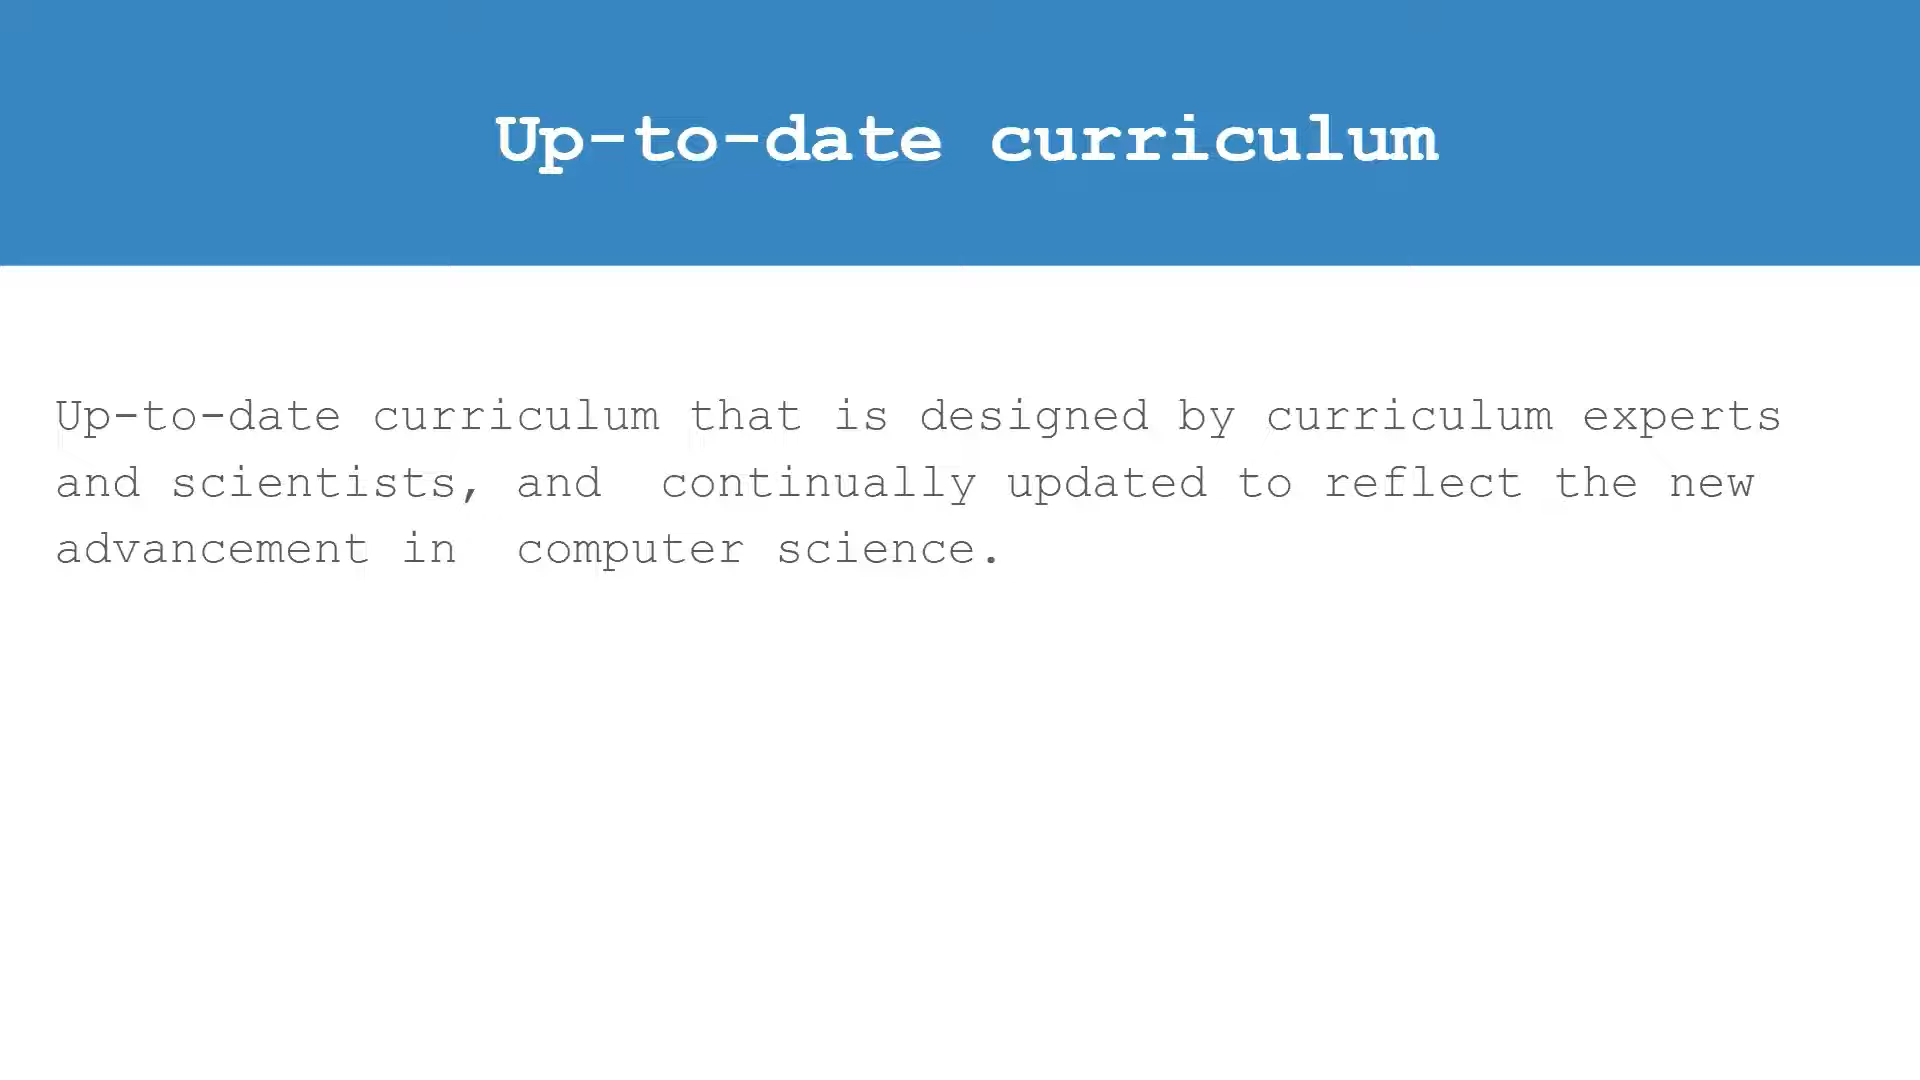 Up-to-date curriculum
Up-to-date curriculum that is designed by curriculum experts
and scientists, and  continually updated to reflect the new
advancement in  computer science.